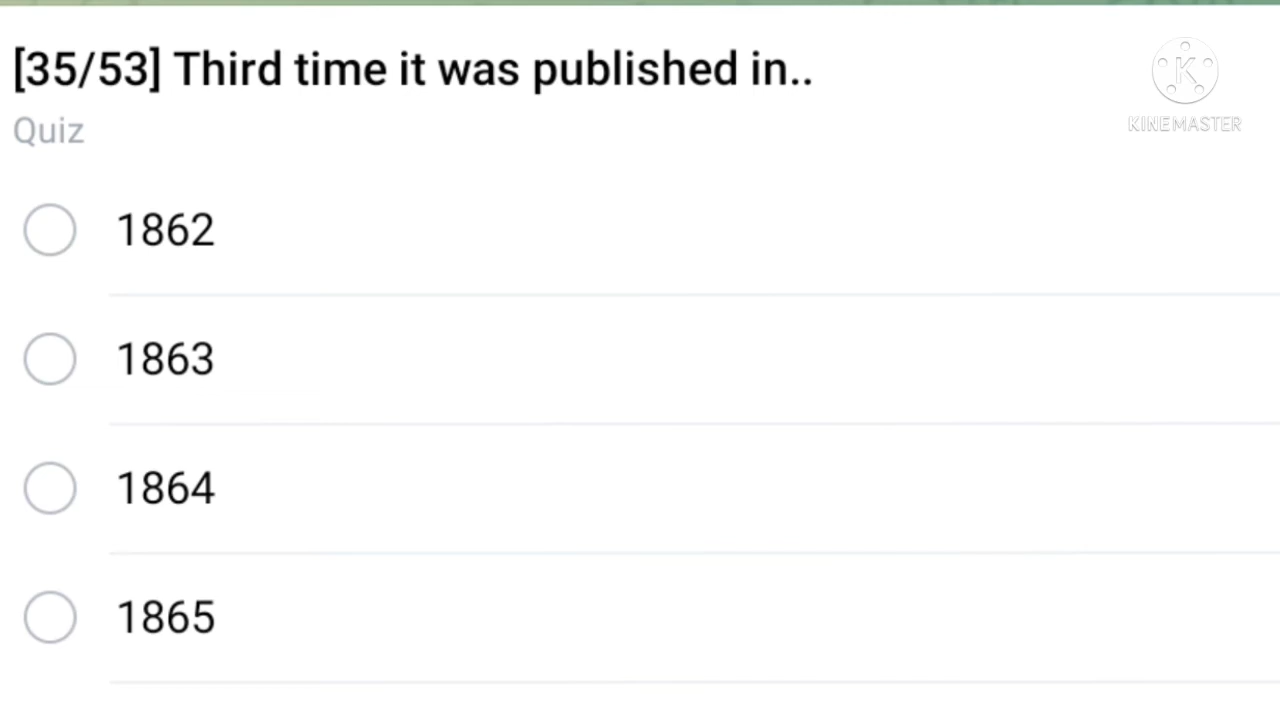 [35/53] Third time it was published in..
Quiz
K
KINEMASTER
1862
1863
1864
1865